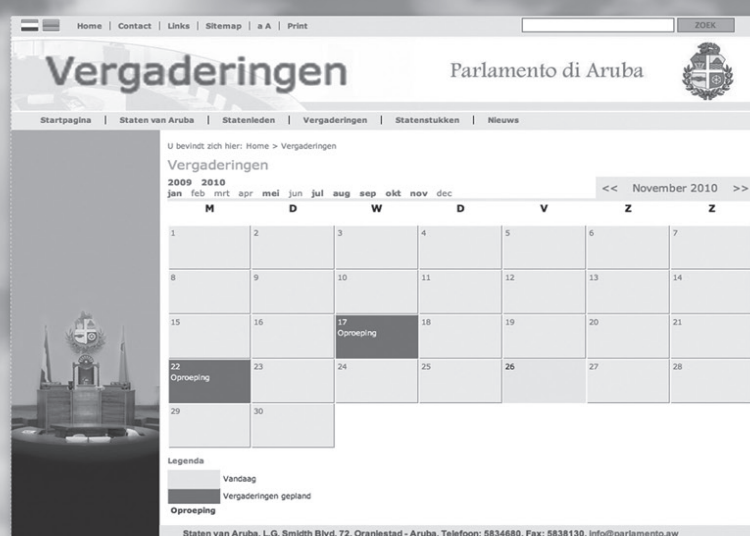 Home | Contact | Links | Sitemap | a A | Print
ZOEK
Vergaderingen
Parlamento di Aruba
Startpagina | Staten van Aruba | Statenleden | Vergaderingen | Statenstukken | Nieuws
U bevindt zich hier: Home > Vergaderingen
Vergaderingen
2009 2010
jan feb mrt apr mei jun jul aug sep okt nov dec
<< November 2010 >>
M D W D V Z Z
1 2 3 4 5 6 7
8 9 10 11 12 13 14
15 16 17 18 19 20 21
Oproeping
22 23 24 25 26 27 28
Oproeping
29 30
Legenda
Vandaag
Vergaderingen gepland
Oproeping
Staten van Aruba, L.G. Smidth Blvd. 72, Oranjestad - Aruba. Telefoon: 5834680. Fax: 5838130. info@parlamento.aw